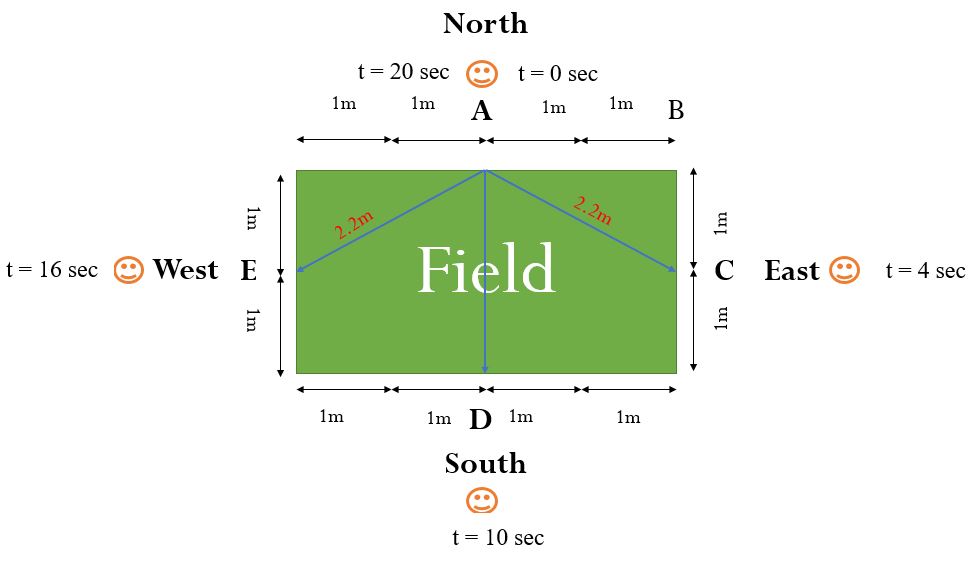 North
t = 20 sec t = 0 sec
1m 1m A 1m 1m B
1m 2.2m 2.2m 1m
t = 16 sec West E Field C East t = 4 sec
1m 1m
1m 1m D 1m 1m
South
t = 10 sec